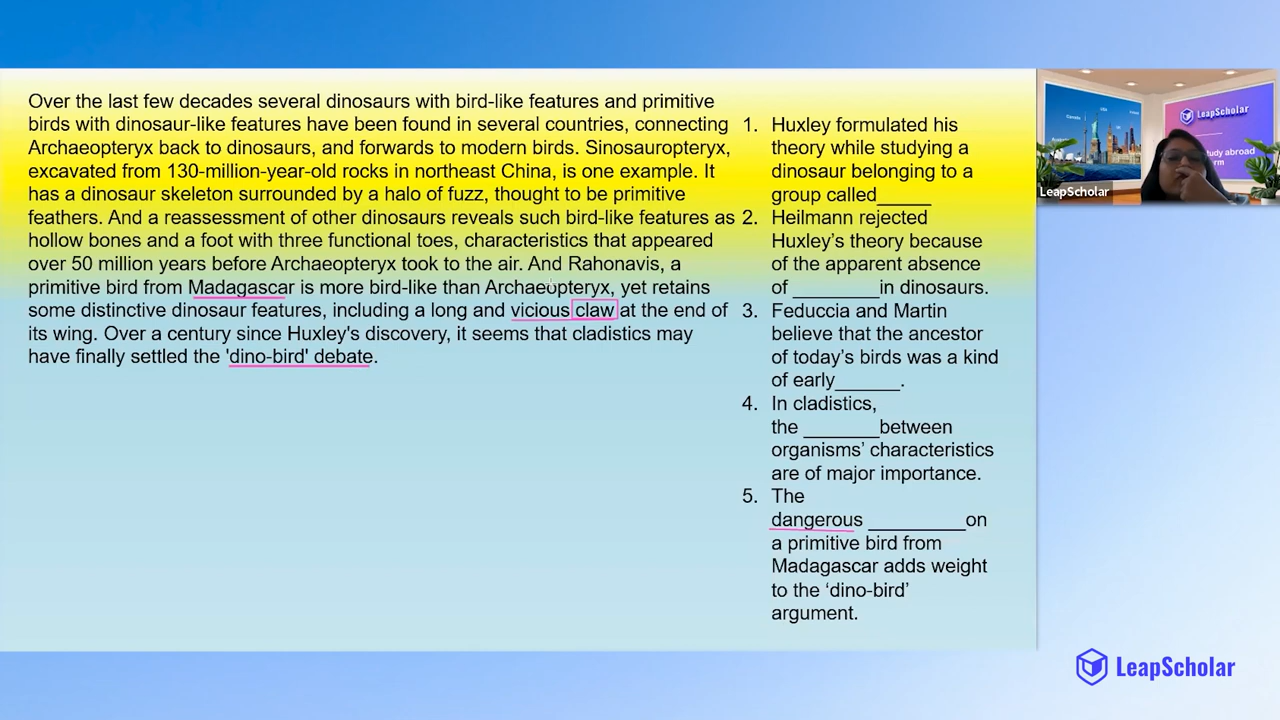 Over the last few decades several dinosaurs with bird-like features and primitive
birds with dinosaur-like features have been found in several countries, connecting
Archaeopteryx back to dinosaurs, and forwards to modern birds. Sinosauropteryx,
excavated from 130-million-year-old rocks in northeast China, is one example. It
has a dinosaur skeleton surrounded by a halo of fuzz, thought to be primitive
feathers. And a reassessment of other dinosaurs reveals such bird-like features as
hollow bones and a foot with three functional toes, characteristics that appeared
over 50 million years before Archaeopteryx took to the air. And Rahonavis, a
primitive bird from Madagascar is more bird-like than Archaeopteryx, yet retains
some distinctive dinosaur features, including a long and vicious claw at the end of
its wing. Over a century since Huxley's discovery, it seems that cladistics may
have finally settled the 'dino-bird' debate.
1. Huxley formulated his
theory while studying a
dinosaur belonging to a
group called_____
2. Heilmann rejected
Huxley’s theory because
of the apparent absence
of ________in dinosaurs.
3. Feduccia and Martin
believe that the ancestor
of today’s birds was a kind
of early______.
4. In cladistics,
the _______between
organisms’ characteristics
are of major importance.
5. The
dangerous _________on
a primitive bird from
Madagascar adds weight
to the ‘dino-bird’
argument.
LeapScholar
LeapScholar
LeapScholar